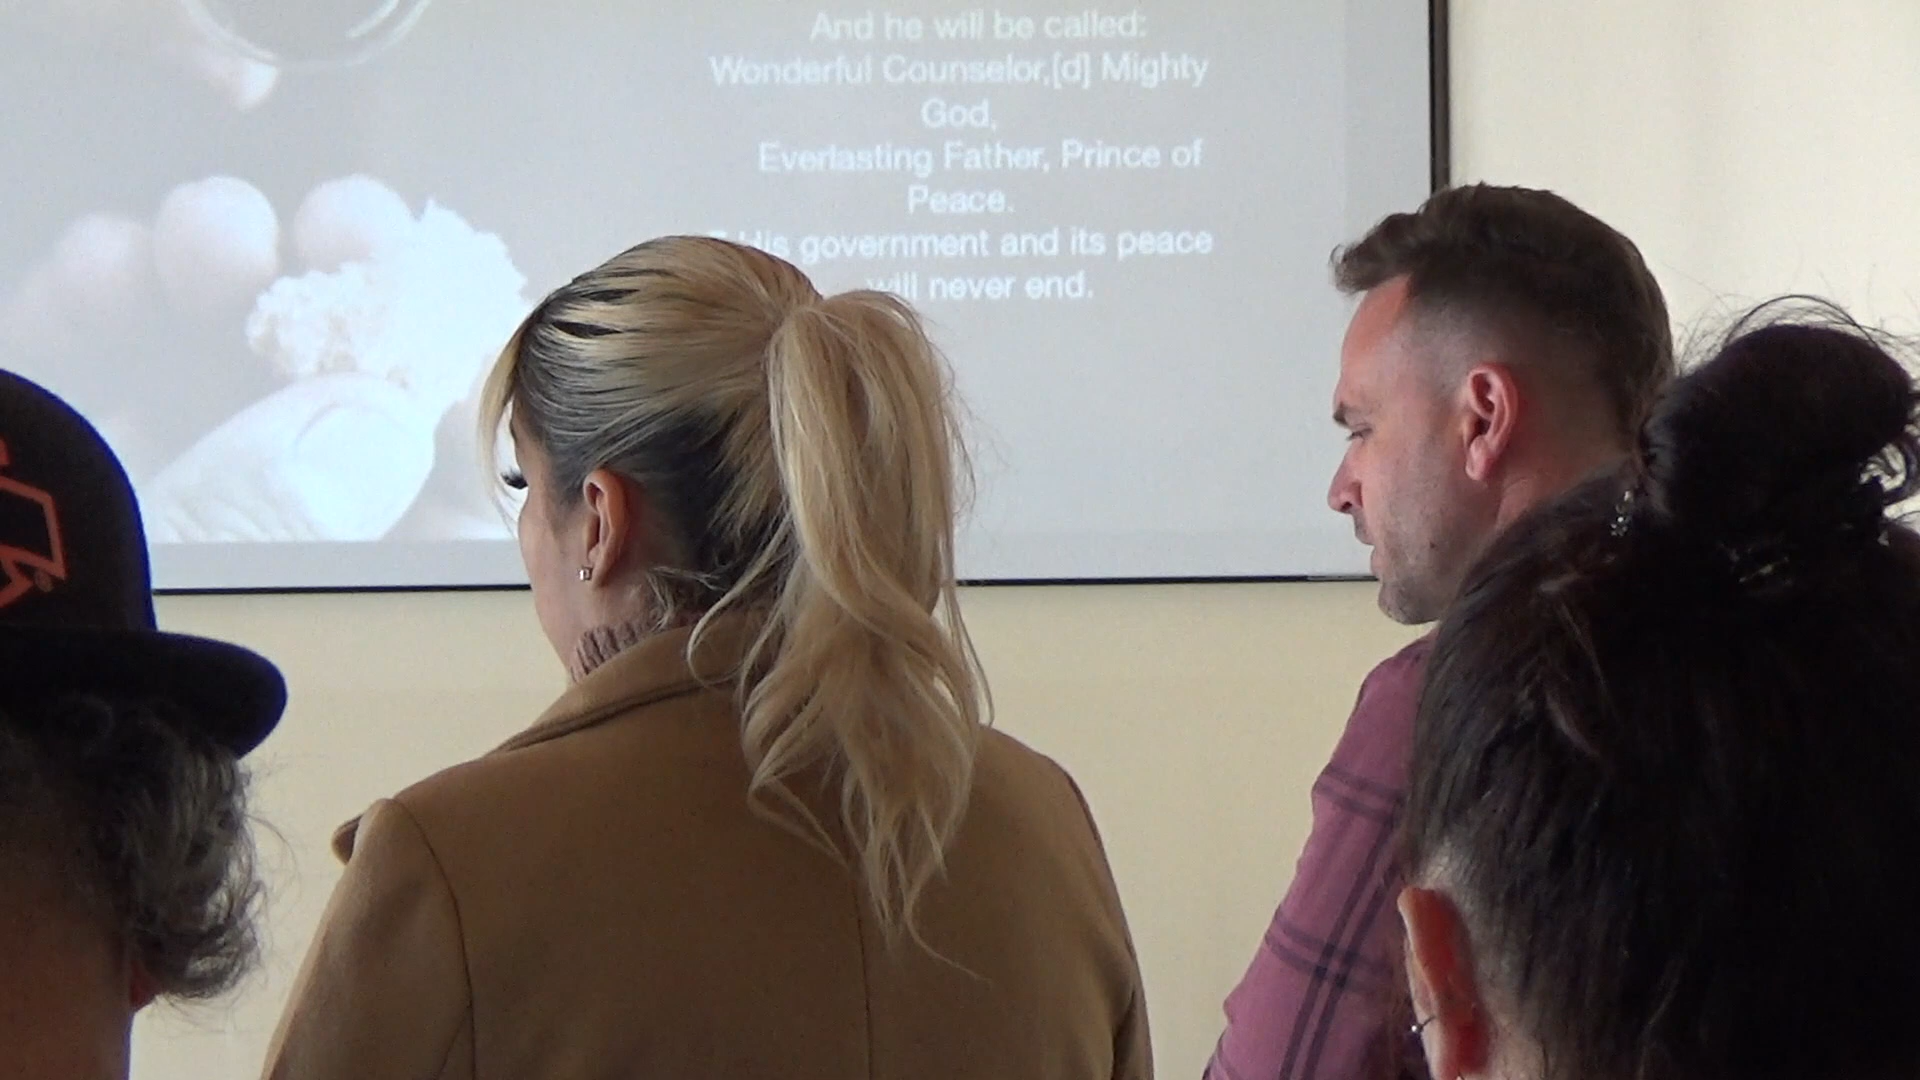 And he will be called:
Wonderful Counselor,[d] Mighty
God,
Everlasting Father, Prince of
Peace.
His government and its peace
will never end.